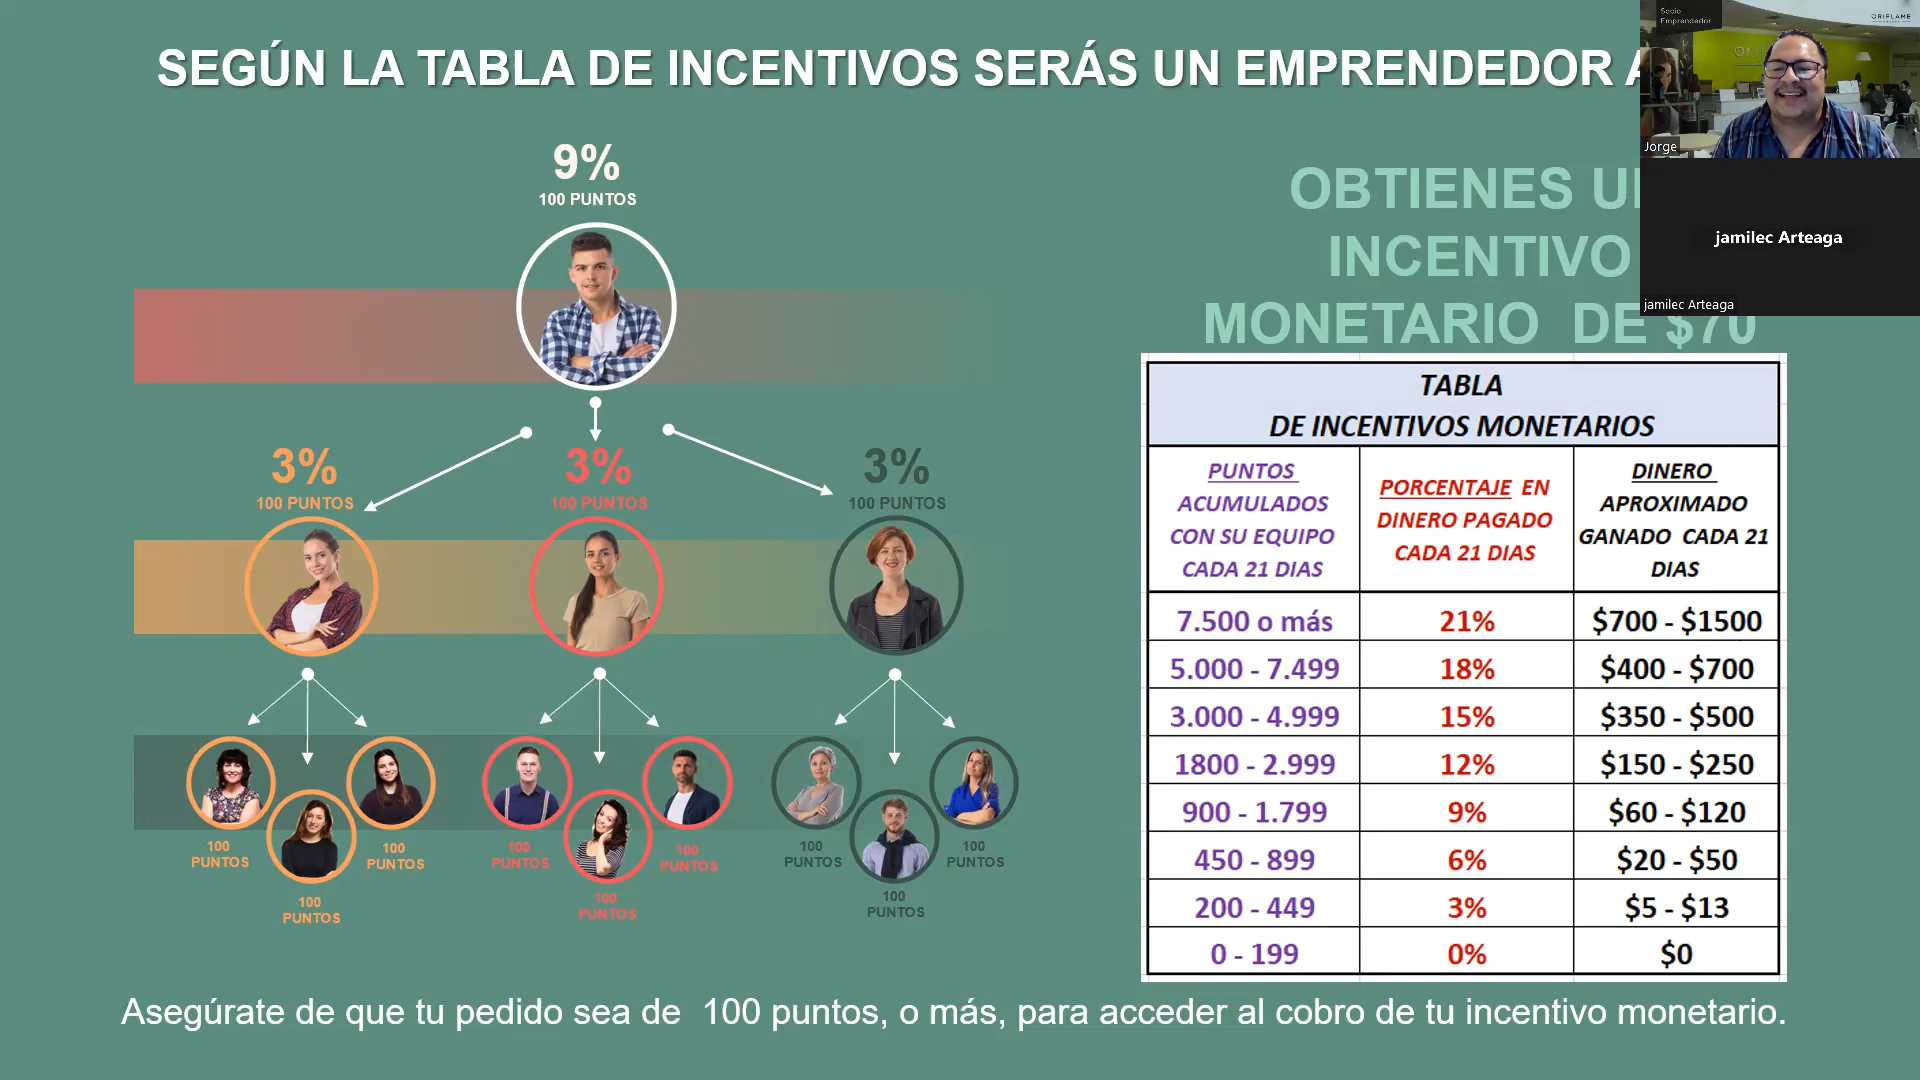 SEGÚN LA TABLA DE INCENTIVOS SERÁS UN EMPRENDEDOR
Socio
Emprendedor
ORIFLAME
SWEDEN
Jorge
jamilec Arteaga
jamilec Arteaga
9%
100 PUNTOS
OBTIENES
INCENTIVO
MONETARIO DE $70
3%
100 PUNTOS
3%
100 PUNTOS
3%
100 PUNTOS
100
PUNTOS
100
PUNTOS
100
PUNTOS
100
PUNTOS
100
PUNTOS
100
PUNTOS
100
PUNTOS
100
PUNTOS
100
PUNTOS
TABLA
DE INCENTIVOS MONETARIOS
PUNTOS
ACUMULADOS
CON SU EQUIPO
CADA 21 DIAS
PORCENTAJE EN
DINERO PAGADO
CADA 21 DIAS
DINERO
APROXIMADO
GANADO CADA 21
DIAS
7.500 o más 21% $700 - $1500
5.000 - 7.499 18% $400 - $700
3.000 - 4.999 15% $350 - $500
1800 - 2.999 12% $150 - $250
900 - 1.799 9% $60 - $120
450 - 899 6% $20 - $50
200 - 449 3% $5 - $13
0 - 199 0% $0
Asegúrate de que tu pedido sea de 100 puntos, o más, para acceder al cobro de tu incentivo monetario.